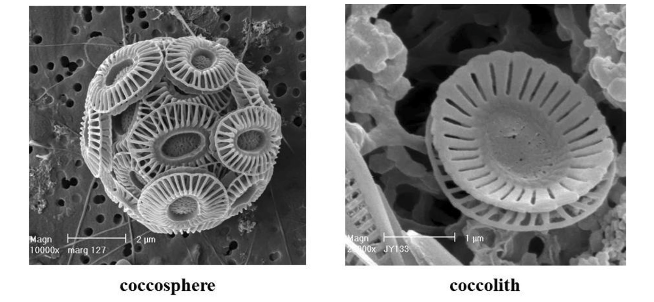 Magn
2 µm
10000x marg 127
Magn
1 µm
JY133
coccosphere
coccolith